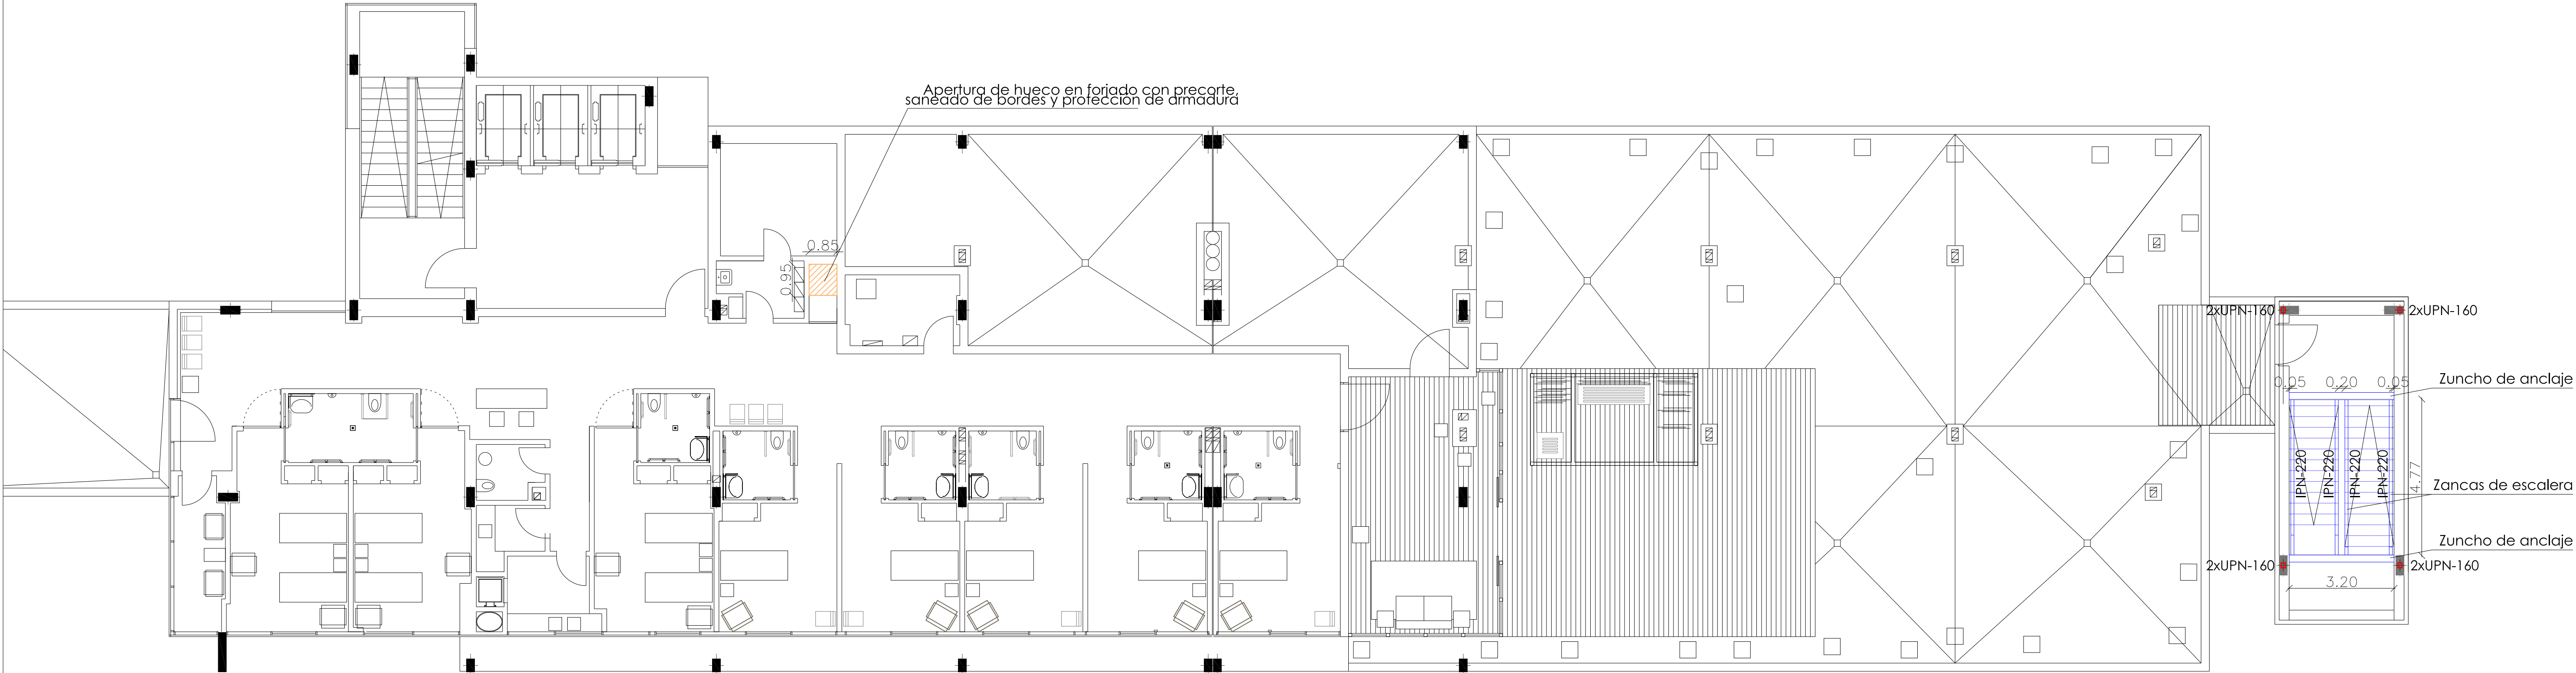 Apertura de hueco en forjado con precorte,
saneado de bordes y protección de armadura
0.85
0.95
2xUPN-160
2xUPN-160
Zuncho de anclaje
0.05
0.20
0.05
IPN-220
IPN-220
IPN-220
IPN-220
4.77
Zancas de escalera
Zuncho de anclaje
2xUPN-160
2xUPN-160
3.20